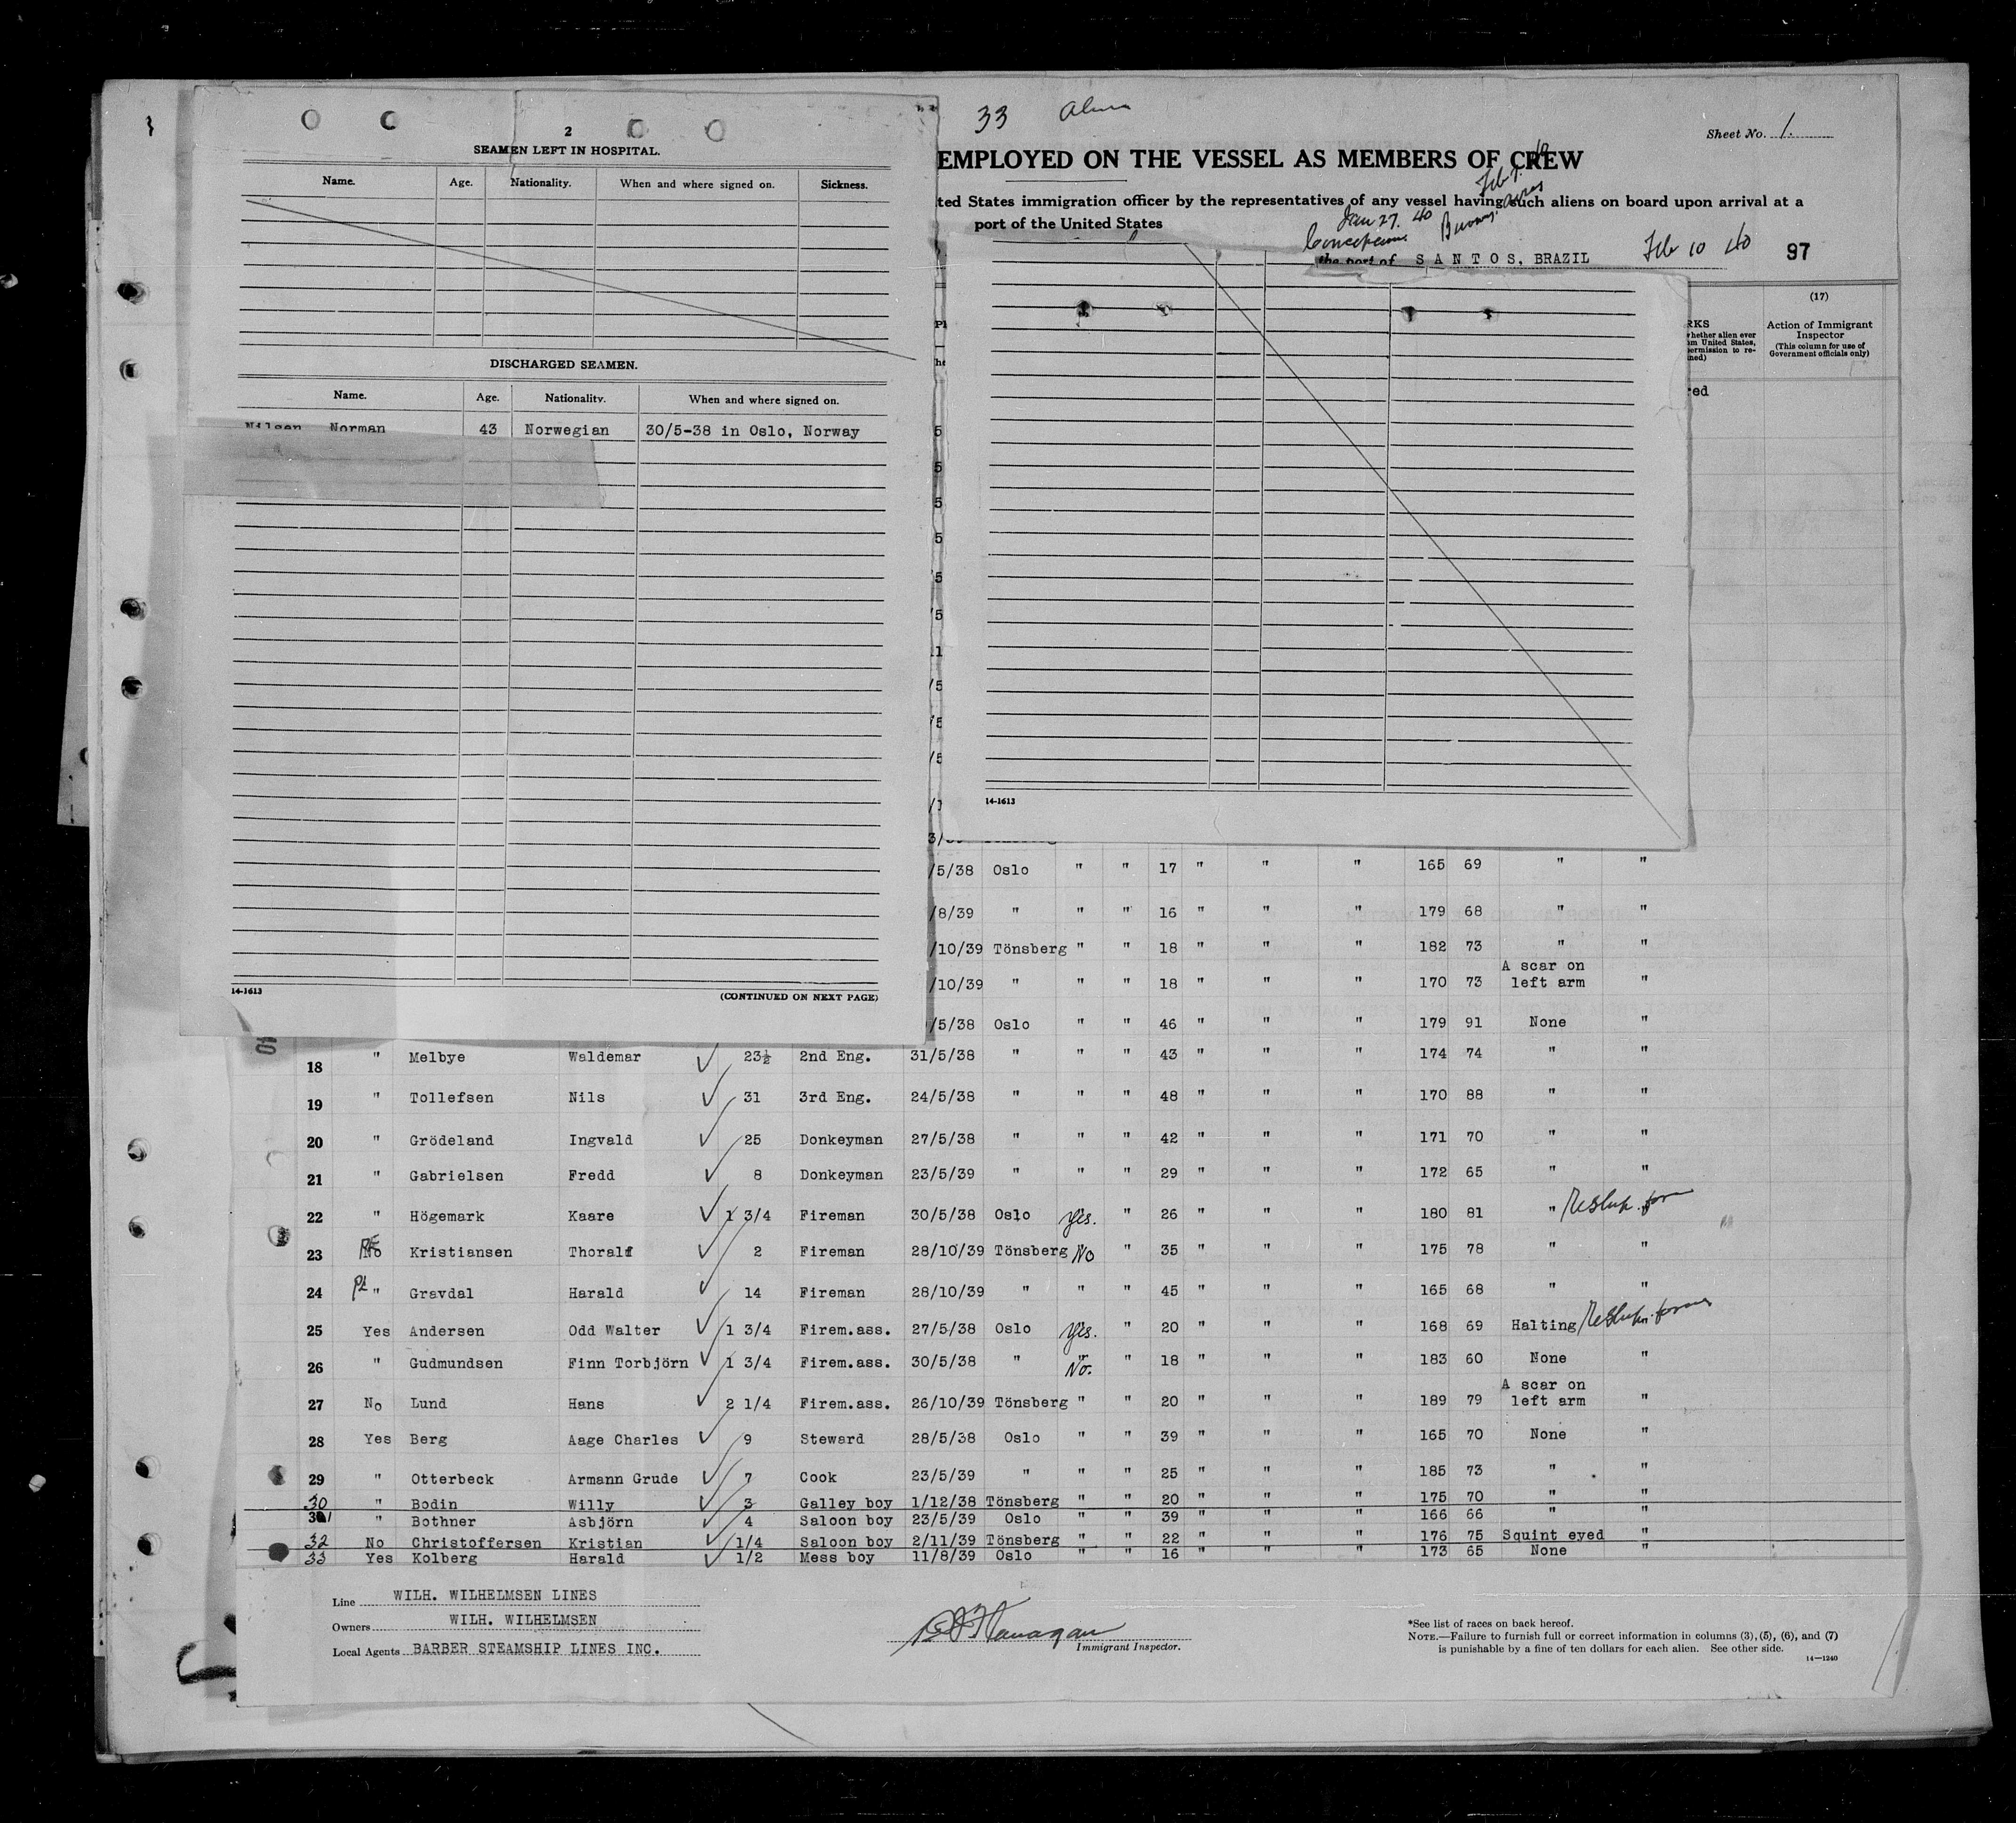 33
Sheet No. 1.
2
SEAMEN LEFT IN HOSPITAL.
Name. Age. Nationality. When and where signed on. Sickness.
DISCHARGED SEAMEN.
Name. Age. Nationality. When and where signed on.
Nilsen Norman 43 Norwegian 30/5-38 in Oslo, Norway
14-1613
(CONTINUED ON NEXT PAGE)
EMPLOYED ON THE VESSEL AS MEMBERS OF CREW
ted States immigration officer by the representatives of any vessel having such aliens on board upon arrival at a
port of the United States
Jan 27. 40
the port of SANTOS, BRAZIL Feb 10 40 97
(17)
RKS
whether alien ever
Action of Immigrant
Inspector
(This column for use of
Government officials only)
red
14-1613
/5/38 Oslo " " 17 " " " 165 69 " "
/8/39 " " " 16 " " " 179 68 " "
/10/39 Tönsberg " " 18 " " " 182 73 " "
/10/39 " " " 18 " " " 170 73 A scar on left arm "
/5/38 Oslo " " 46 " " " 179 91 None "
18 " Melbye Waldemar 23½ 2nd Eng. 31/5/38 " " " 43 " " " 174 74 " "
19 " Tollefsen Nils 31 3rd Eng. 24/5/38 " " " 48 " " " 170 88 " "
20 " Grödeland Ingvald 25 Donkeyman 27/5/38 " " " 42 " " " 171 70 " "
21 " Gabrielsen Fredd 8 Donkeyman 23/5/39 " " " 29 " " " 172 65 " "
22 " Högemark Kaare 1 3/4 Fireman 30/5/38 Oslo Yes. " 26 " " " 180 81 "
23 No Kristiansen Thoralf 2 Fireman 28/10/39 Tönsberg No " 35 " " " 175 78 " "
24 " Gravdal Harald 14 Fireman 28/10/39 " " " 45 " " " 165 68 " "
25 Yes Andersen Odd Walter 1 3/4 Firem.ass. 27/5/38 Oslo Yes. " 20 " " " 168 69 Halting
26 " Gudmundsen Finn Torbjörn 1 3/4 Firem.ass. 30/5/38 " No. " 18 " " " 183 60 None "
27 No Lund Hans 2 1/4 Firem.ass. 26/10/39 Tönsberg " " 20 " " " 189 79 A scar on left arm "
28 Yes Berg Aage Charles 9 Steward 28/5/38 Oslo " " 39 " " " 165 70 None "
29 " Otterbeck Armann Grude 7 Cook 23/5/39 " " " 25 " " " 185 73 " "
30 " Bodin Willy 3 Galley boy 1/12/38 Tönsberg " " 20 " " " 175 70 " "
31 " Bothner Asbjörn 4 Saloon boy 23/5/39 Oslo " " 39 " " " 166 66 " "
32 No Christoffersen Kristian 1/4 Saloon boy 2/11/39 Tönsberg " " 22 " " " 176 75 Squint eyed "
33 Yes Kolberg Harald 1/2 Mess boy 11/8/39 Oslo " " 16 " " " 173 65 None "
Line WILH. WILHELMSEN LINES
Owners WILH. WILHELMSEN
Local Agents BARBER STEAMSHIP LINES INC.
Immigrant Inspector.
*See list of races on back hereof.
NOTE.—Failure to furnish full or correct information in columns (3), (5), (6), and (7)
is punishable by a fine of ten dollars for each alien. See other side.
14—1240